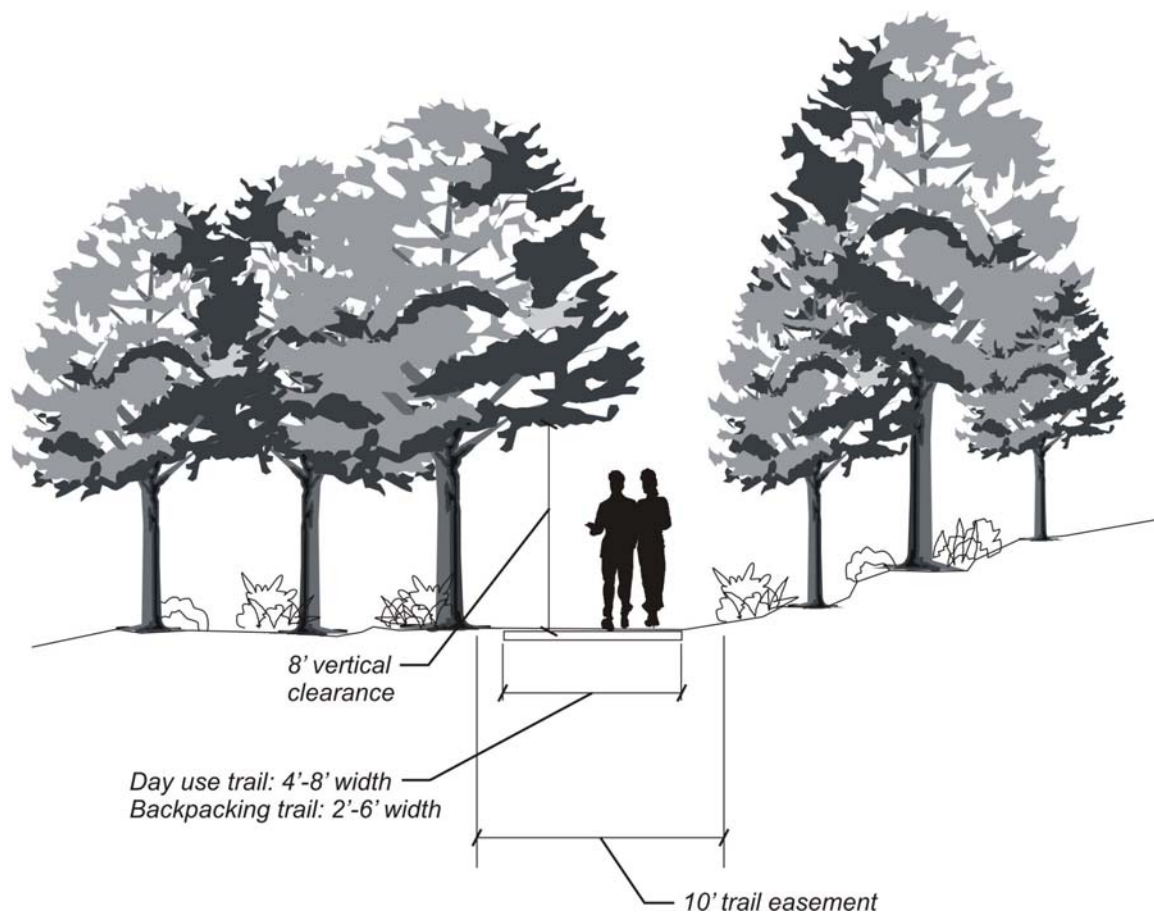 8’ vertical
clearance
Day use trail: 4’-8’ width
Backpacking trail: 2’-6’ width
10’ trail easement